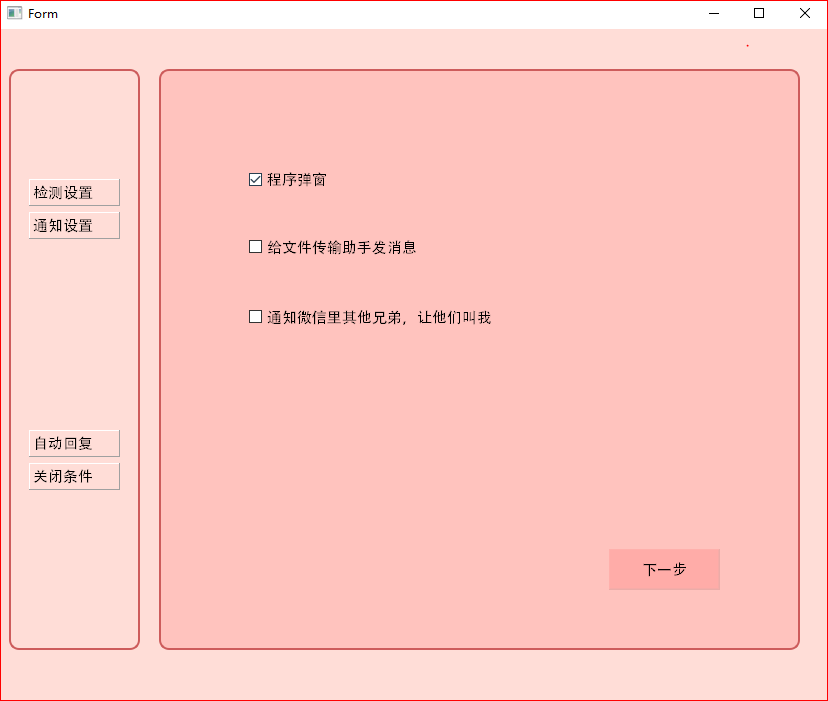 Form
检测设置
通知设置
自动回复
关闭条件
程序弹窗
给文件传输助手发消息
通知微信里其他兄弟，让他们叫我
下一步